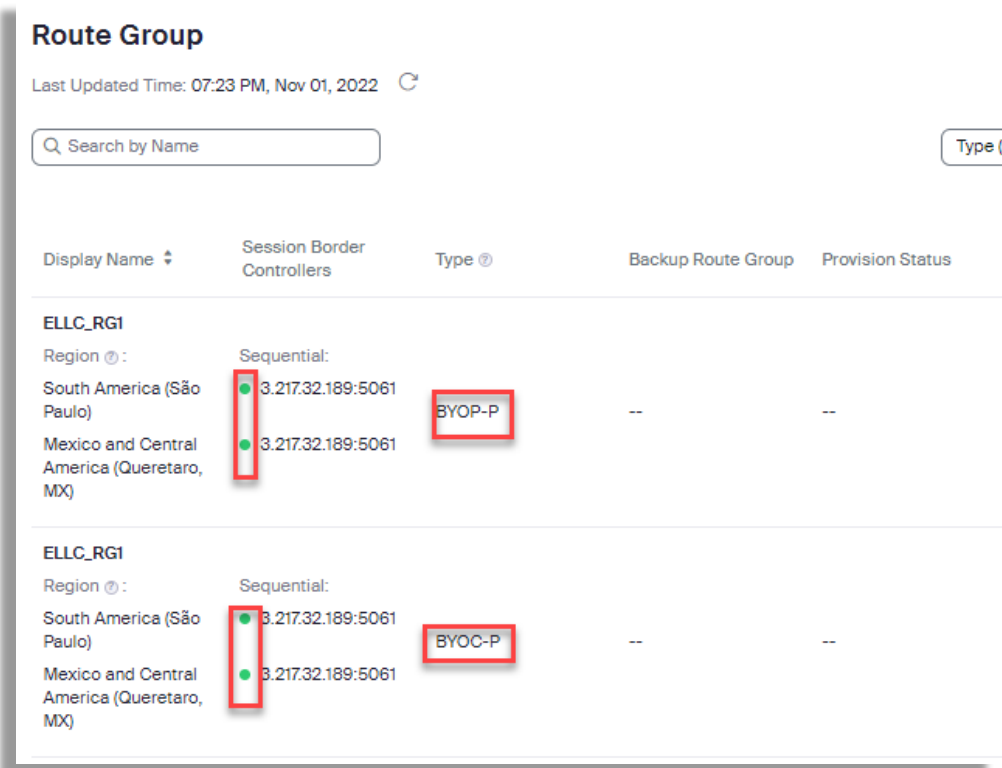 Route Group
Last Updated Time: 07:23 PM, Nov 01, 2022
Search by Name
Type (
Display Name
Session Border
Controllers
Type
Backup Route Group
Provision Status
ELLC_RG1
Region :
Sequential:
South America (São
Paulo)
3.217.32.189:5061
BYOP-P
--
--
Mexico and Central
America (Queretaro,
MX)
3.217.32.189:5061
ELLC_RG1
Region :
Sequential:
South America (São
Paulo)
3.217.32.189:5061
BYOC-P
--
--
Mexico and Central
America (Queretaro,
MX)
3.217.32.189:5061